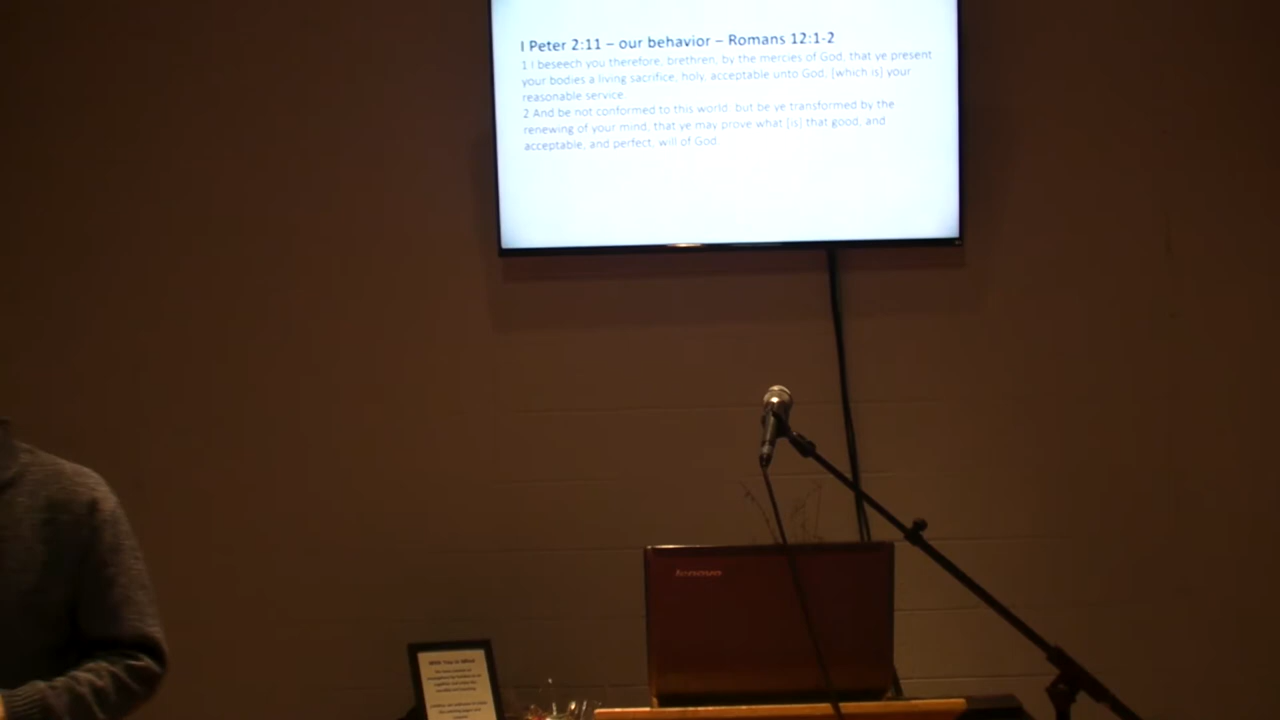 I Peter 2:11 – our behavior – Romans 12:1-2
1 I beseech you therefore, brethren, by the mercies of God, that ye present
your bodies a living sacrifice, holy, acceptable unto God, [which is] your
reasonable service.
2 And be not conformed to this world: but be ye transformed by the
renewing of your mind, that ye may prove what [is] that good, and
acceptable, and perfect, will of God.
lenovo